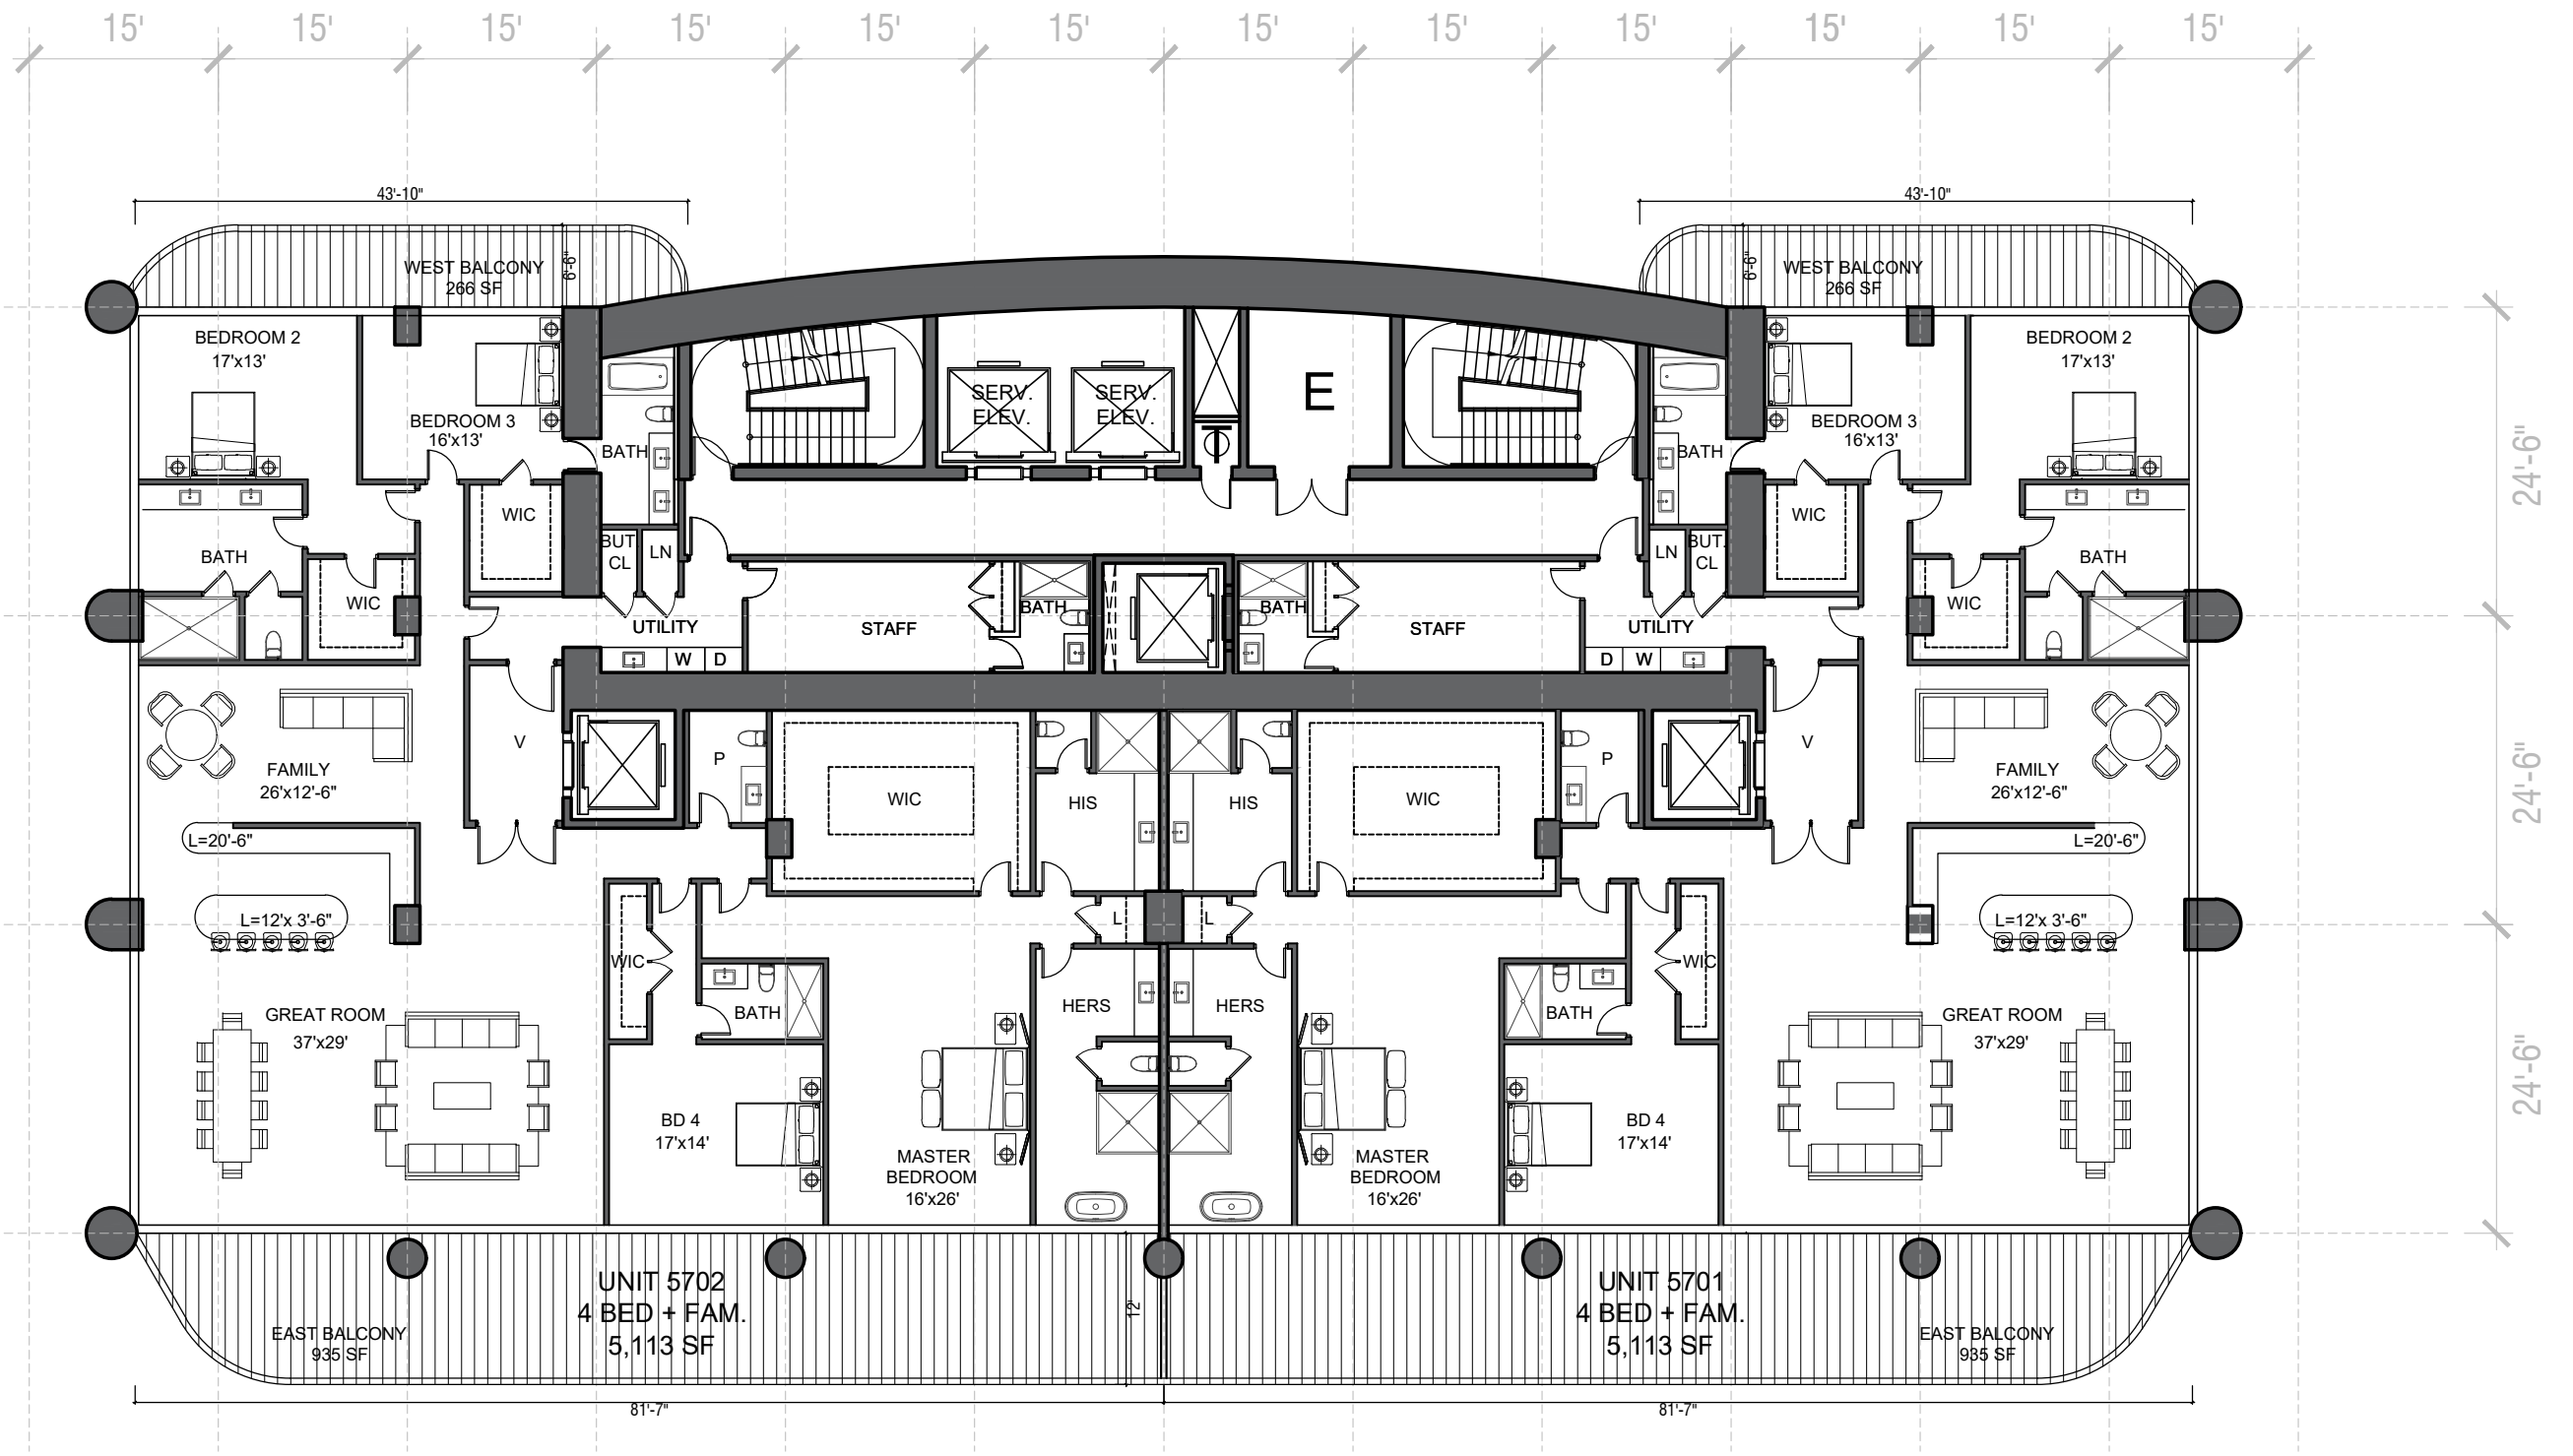 15' 15' 15' 15' 15' 15' 15' 15' 15' 15' 15' 15'
43'-10" 43'-10"
WEST BALCONY
266 SF
6'-6"
6'-6"
WEST BALCONY
266 SF
BEDROOM 2
17'x13'
BEDROOM 3
16'x13'
BATH
SERV.
ELEV.
SERV.
ELEV.
E
BATH
BEDROOM 3
16'x13'
BEDROOM 2
17'x13'
24'-6"
WIC
BUT
CL
LN
BATH
WIC
LN
BUT.
CL
WIC
BATH
WIC
UTILITY
W D
STAFF
BATH
BATH
STAFF
UTILITY
D W
V
P
WIC
HIS
HIS
WIC
P
V
24'-6"
FAMILY
26'x12'-6"
FAMILY
26'x12'-6"
L=20'-6"
L=20'-6"
L=12'x 3'-6"
L
L
L=12'x 3'-6"
WIC
BATH
HERS
HERS
BATH
WIC
GREAT ROOM
37'x29'
GREAT ROOM
37'x29'
24'-6"
BD 4
17'x14'
MASTER
BEDROOM
16'x26'
MASTER
BEDROOM
16'x26'
BD 4
17'x14'
UNIT 5702
4 BED + FAM.
5,113 SF
12'
UNIT 5701
4 BED + FAM.
5,113 SF
EAST BALCONY
935 SF
EAST BALCONY
935 SF
81'-7" 81'-7"